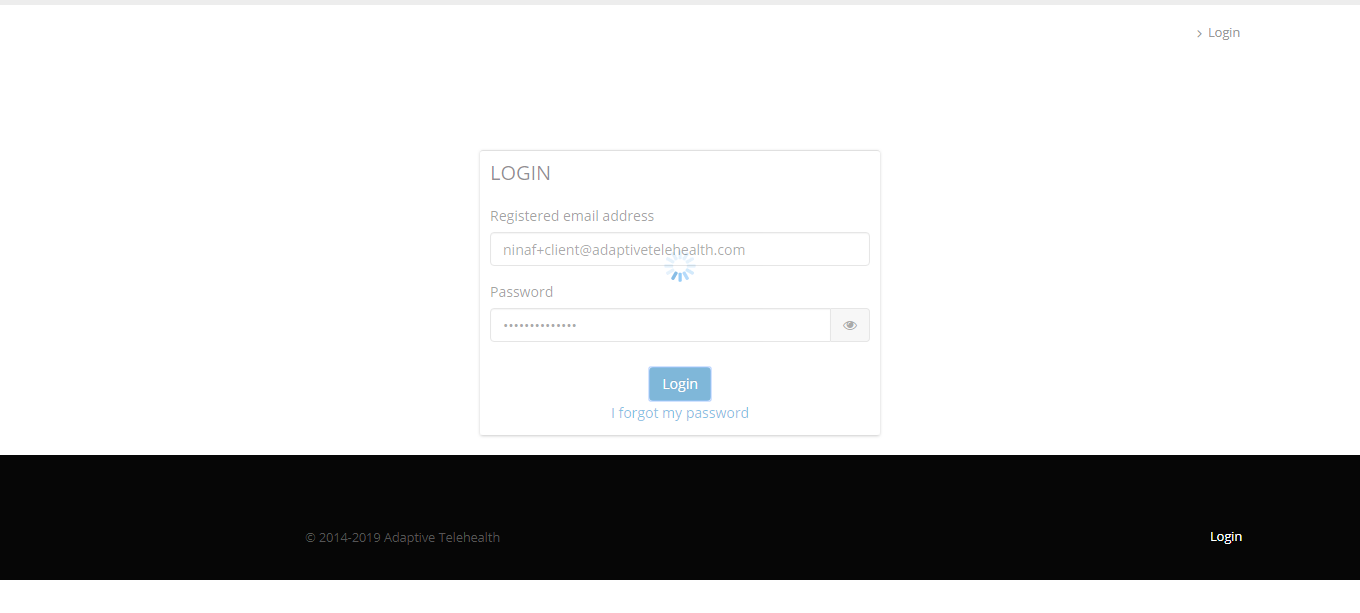 Login
LOGIN
Registered email address
ninaf+client@adaptivetelehealth.com
Password
••••••••••••••
Login
I forgot my password
© 2014-2019 Adaptive Telehealth
Login